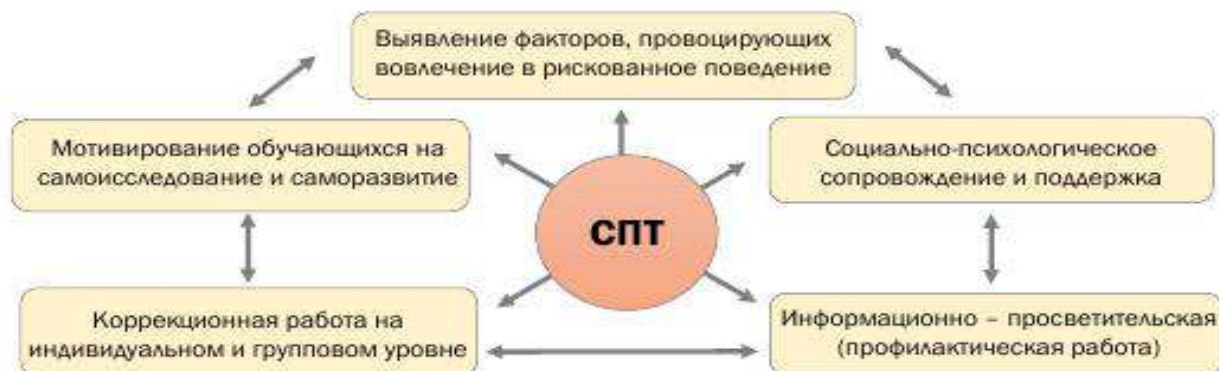 Выявление факторов, провоцирующих
вовлечение в рискованное поведение
Мотивирование обучающихся на
самоисследование и саморазвитие
Социально-психологическое
сопровождение и поддержка
СПТ
Коррекционная работа на
индивидуальном и групповом уровне
Информационно – просветительская
(профилактическая работа)